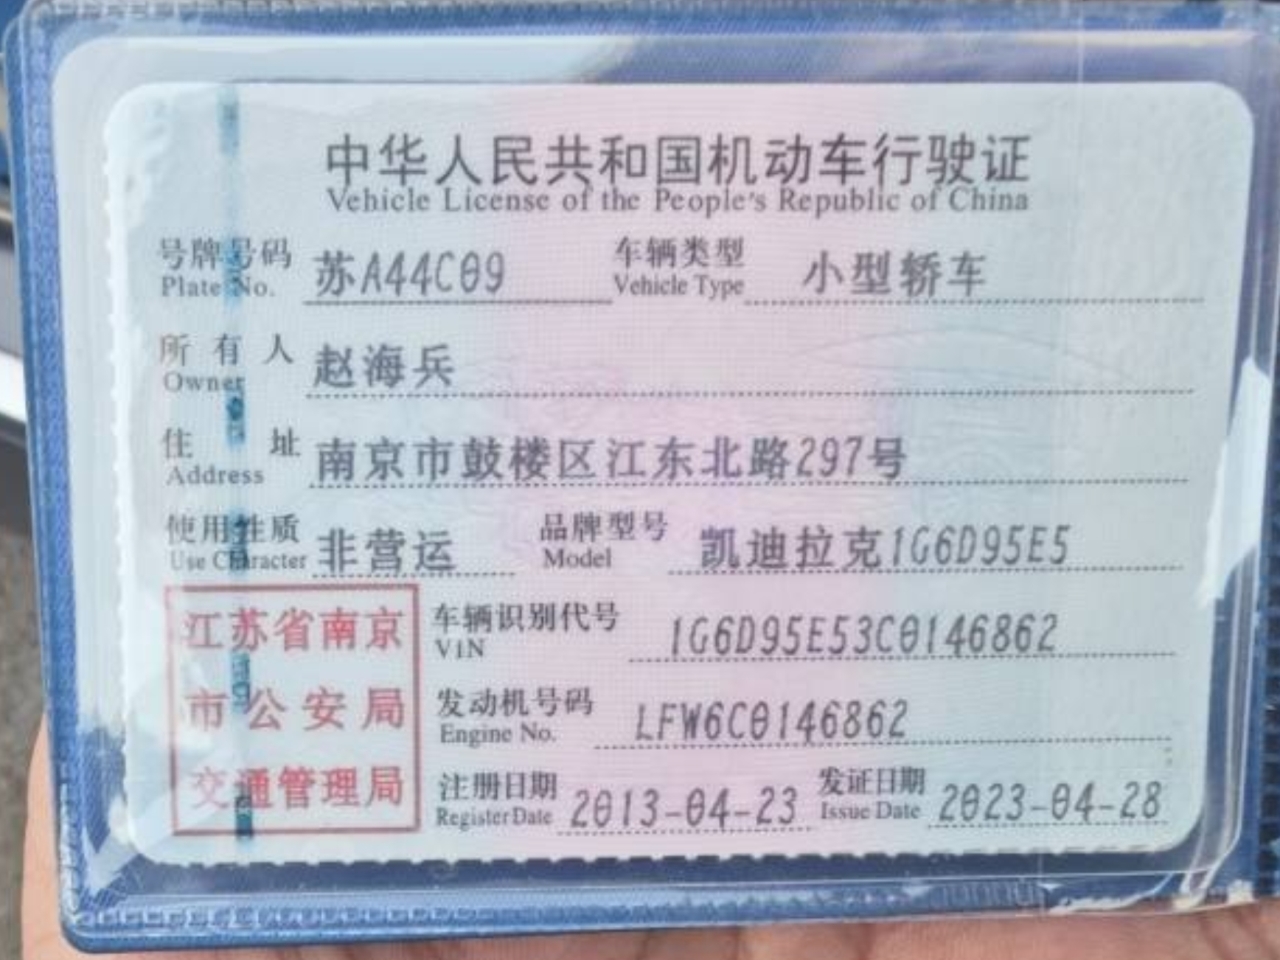 中华人民共和国机动车行驶证
Vehicle License of the People's Republic of China
号牌号码 苏A44C09 车辆类型 小型轿车
Plate No. Vehicle Type
所有人 赵海兵
Owner
住址 南京市鼓楼区江东北路297号
Address
使用性质 非营运 品牌型号 凯迪拉克1G6D95E5
Use Character Model
江苏省南京
市公安局
交通管理局
车辆识别代号 1G6D95E53C0146862
VIN
发动机号码 LFW6C0146862
Engine No.
注册日期 2013-04-23 发证日期 2023-04-28
Register Date Issue Date